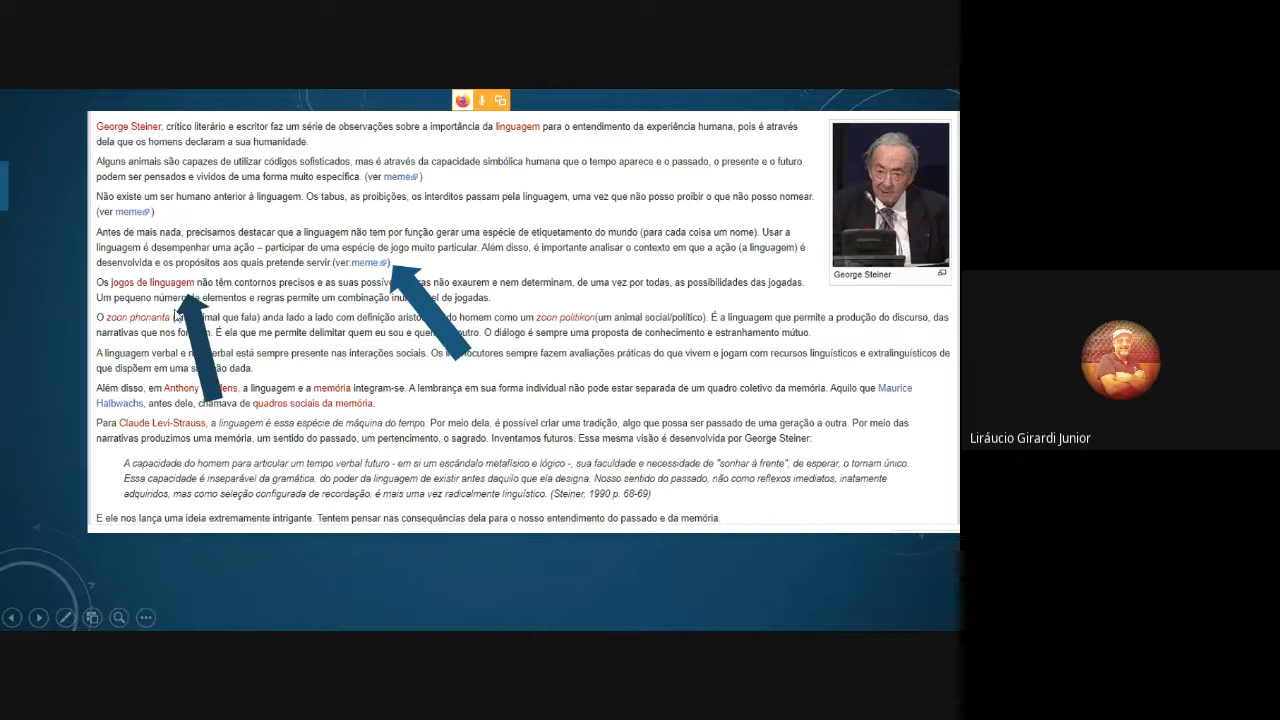 George Steiner, crítico literário e escritor faz um série de observações sobre a importância da linguagem para o entendimento da experiência humana, pois é através
dela que os homens declaram a sua humanidade.
Alguns animais são capazes de utilizar códigos sofisticados, mas é através da capacidade simbólica humana que o tempo aparece e o passado, o presente e o futuro
podem ser pensados e vividos de uma forma muito específica. (ver meme)
Não existe um ser humano anterior à linguagem. Os tabus, as proibições, os interditos passam pela linguagem, uma vez que não posso proibir o que não posso nomear.
(ver meme)
Antes de mais nada, precisamos destacar que a linguagem não tem por função gerar uma espécie de etiquetamento do mundo (para cada coisa um nome). Usar a
linguagem é desempenhar uma ação – participar de uma espécie de jogo muito particular. Além disso, é importante analisar o contexto em que a ação (a linguagem) é
desenvolvida e os propósitos aos quais pretende servir.(ver:meme)
George Steiner
Os jogos de linguagem não têm contornos precisos e as suas não exaurem e nem determinam, de uma vez por todas, as possibilidades das jogadas.
Um pequeno número de elementos e regras permite um combinação de jogadas.
O zoon phonanta que fala) anda lado a lado com definição do homem como um zoon politikon(um animal social/político). É a linguagem que permite a produção do discurso, das
narrativas que nos É ela que me permite delimitar quem eu sou e outro. O diálogo é sempre uma proposta de conhecimento e estranhamento mútuo.
A linguagem verbal e está sempre presente nas interações sociais. Os sempre fazem avaliações práticas do que vivem e jogam com recursos linguísticos e extralinguísticos de
que dispõem em uma dada.
Além disso, em Anthony a linguagem e a memória integram-se. A lembrança em sua forma individual não pode estar separada de um quadro coletivo da memória. Aquilo que Maurice
Halbwachs, antes dele, chamava de quadros sociais da memória.
Para Claude Levi-Strauss, a linguagem é essa espécie de máquina do tempo. Por meio dela, é possível criar uma tradição, algo que possa ser passado de uma geração a outra. Por meio das
narrativas produzimos uma memória, um sentido do passado, um pertencimento, o sagrado. Inventamos futuros. Essa mesma visão é desenvolvida por George Steiner:
A capacidade do homem para articular um tempo verbal futuro - em si um escândalo metafísico e lógico -, sua faculdade e necessidade de "sonhar à frente", de esperar, o tornam único.
Essa capacidade é inseparável da gramática, do poder da linguagem de existir antes daquilo que ela designa. Nosso sentido do passado, não como reflexos imediatos, inatamente
adquiridos, mas como seleção configurada de recordação, é mais uma vez radicalmente linguístico. (Steiner, 1990 p. 68-69)
E ele nos lança uma ideia extremamente intrigante. Tentem pensar nas consequências dela para o nosso entendimento do passado e da memória.
Liráucio Girardi Junior